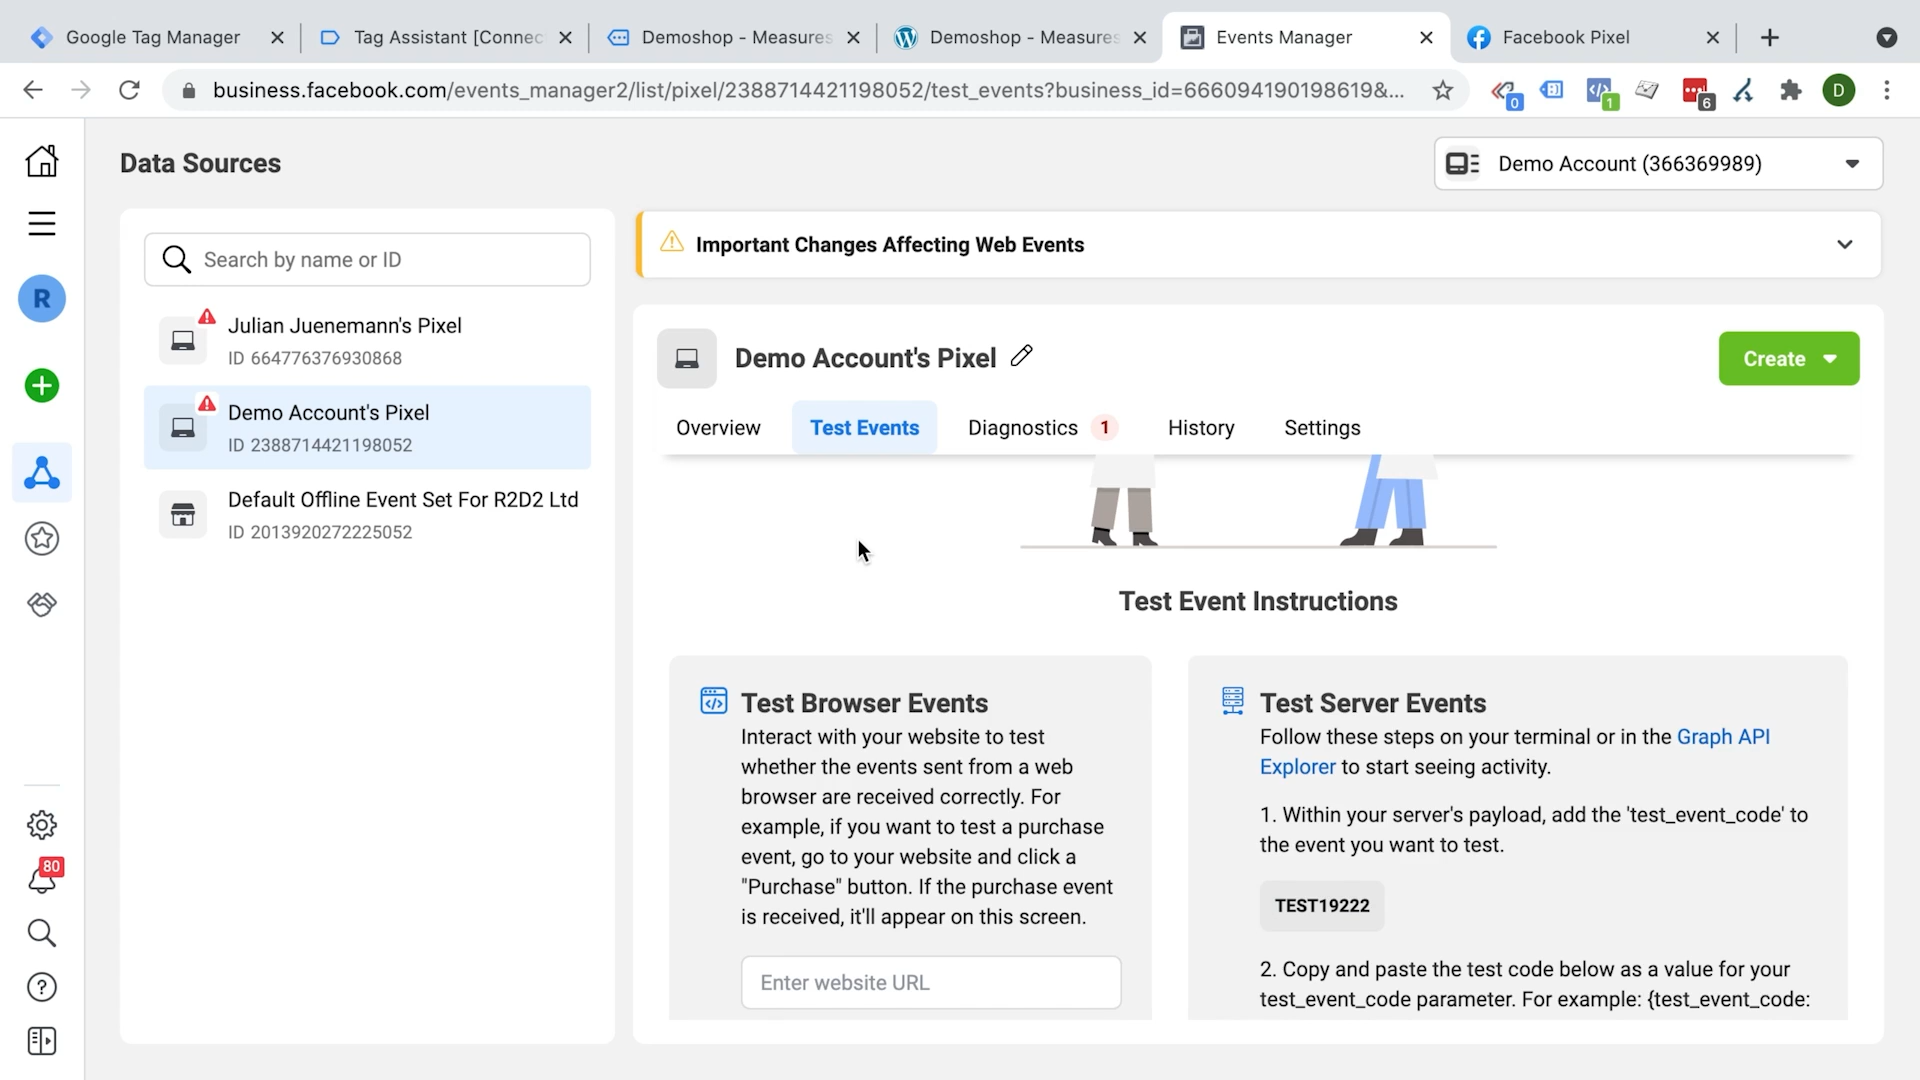 Google Tag Manager
Tag Assistant [Connec
Demoshop - Measures
Demoshop - Measures
Events Manager
Facebook Pixel
business.facebook.com/events_manager2/list/pixel/2388714421198052/test_events?business_id=666094190198619&...
0
1
6
D
Data Sources
Demo Account (366369989)
R
Search by name or ID
Julian Juenemann's Pixel
ID 664776376930868
Demo Account's Pixel
ID 2388714421198052
Default Offline Event Set For R2D2 Ltd
ID 2013920272225052
80
Important Changes Affecting Web Events
Demo Account's Pixel
Create
Overview
Test Events
Diagnostics 1
History
Settings
Test Event Instructions
Test Browser Events
Interact with your website to test
whether the events sent from a web
browser are received correctly. For
example, if you want to test a purchase
event, go to your website and click a
"Purchase" button. If the purchase event
is received, it'll appear on this screen.
Enter website URL
Test Server Events
Follow these steps on your terminal or in the Graph API
Explorer to start seeing activity.
1. Within your server's payload, add the 'test_event_code' to
the event you want to test.
TEST19222
2. Copy and paste the test code below as a value for your
test_event_code parameter. For example: {test_event_code: